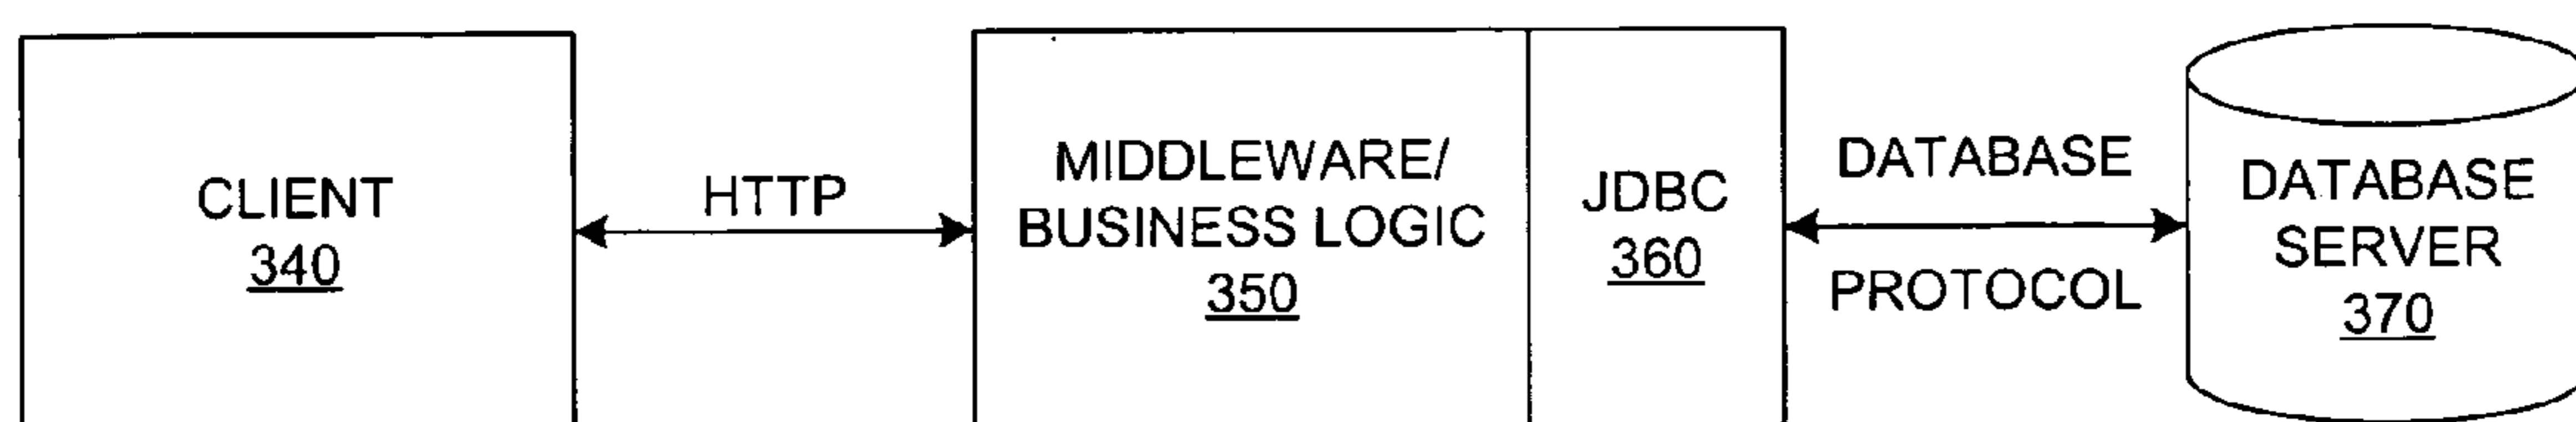 CLIENT
340
HTTP
MIDDLEWARE/
BUSINESS LOGIC
350
JDBC
360
DATABASE
PROTOCOL
DATABASE
SERVER
370